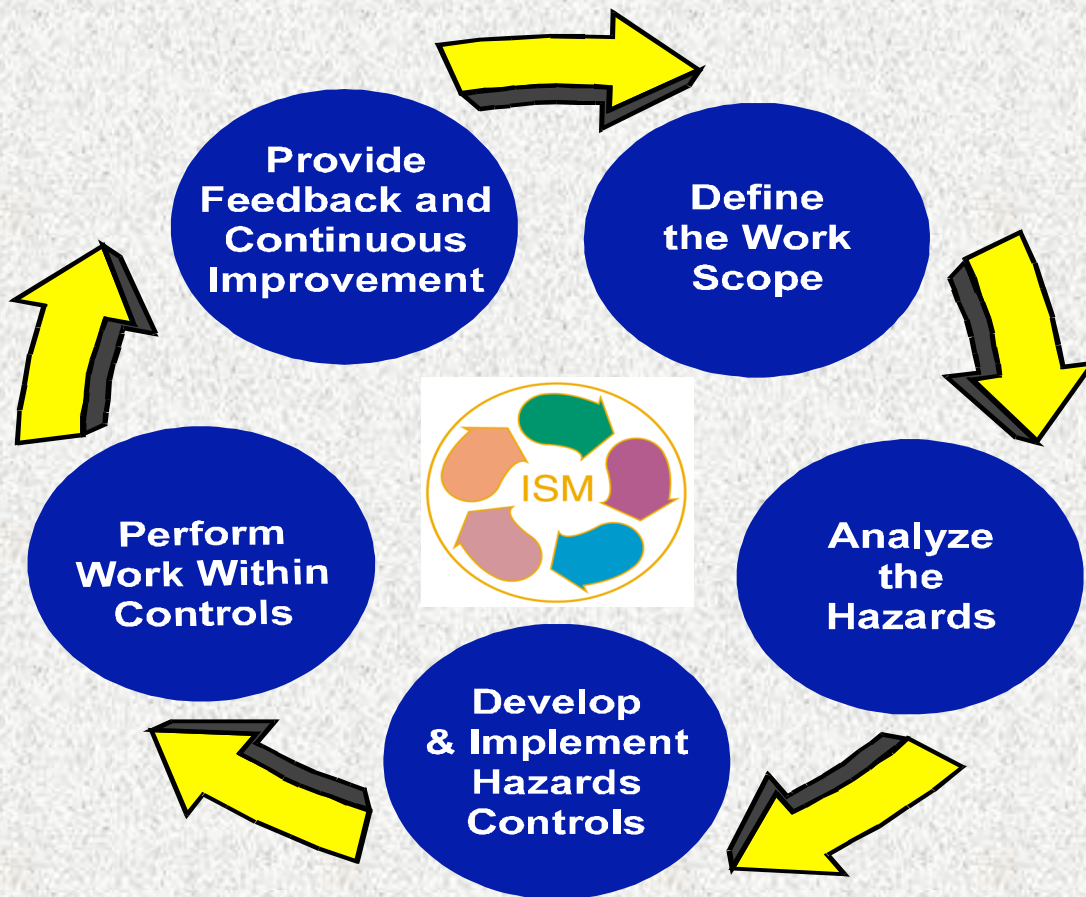 Provide
Feedback and
Continuous
Improvement
Define
the Work
Scope
ISM
Perform
Work Within
Controls
Analyze
the
Hazards
Develop
& Implement
Hazards
Controls